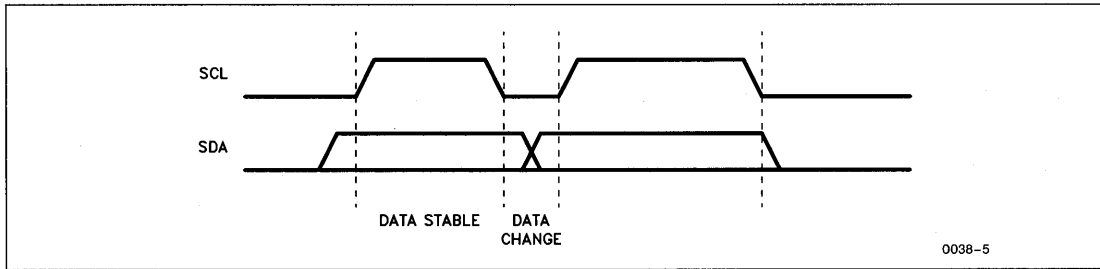 SCL
SDA
DATA STABLE
DATA
CHANGE
0038-5